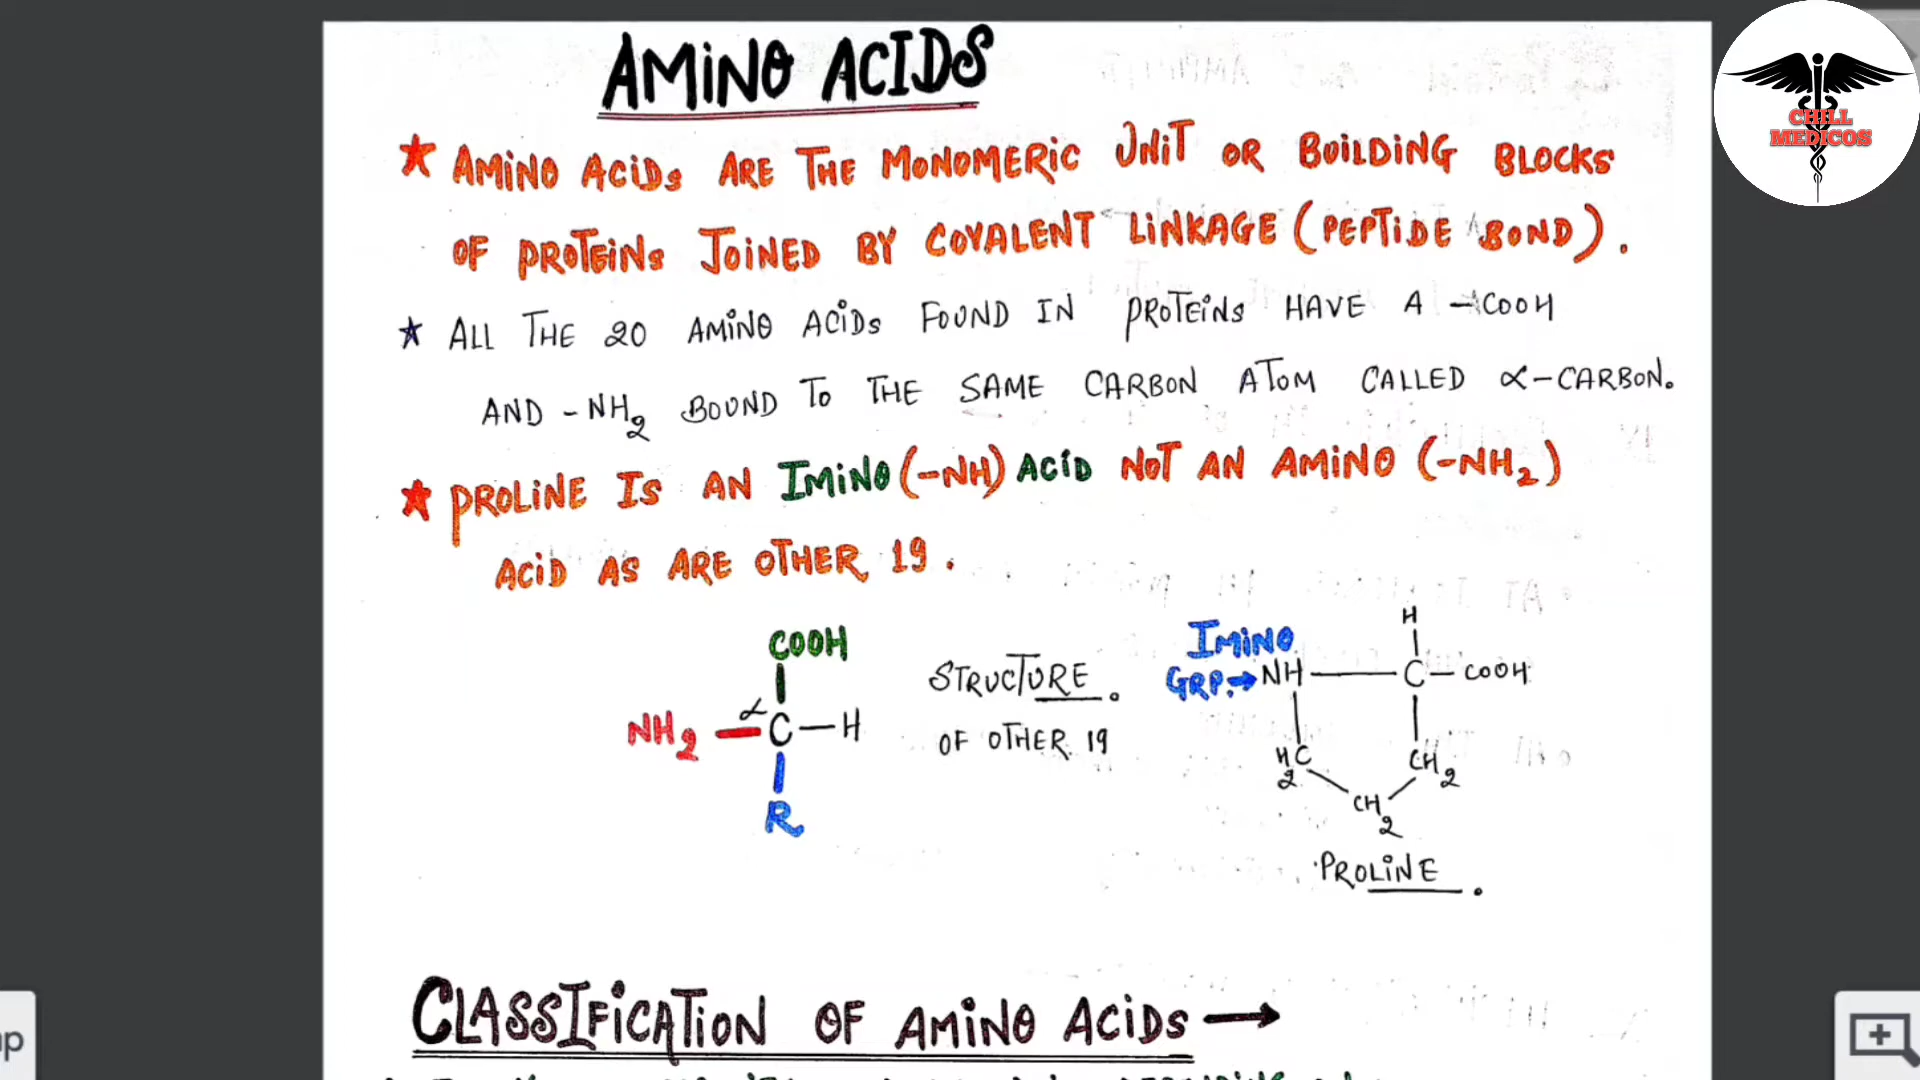 AMINO ACIDS
★ AMINO ACIDS ARE THE MONOMERIC UNIT OR BUILDING BLOCKS
OF PROTEINS JOINED BY COVALENT LINKAGE (PEPTIDE BOND).
★ ALL THE 20 AMINO ACIDS FOUND IN PROTEINS HAVE A -COOH
AND -NH2 BOUND TO THE SAME CARBON ATOM CALLED α-CARBON.
★ PROLINE IS AN IMINO (-NH) ACID NOT AN AMINO (-NH2)
ACID AS ARE OTHER 19.
COOH
NH2 - α C - H
R
STRUCTURE.
OF OTHER 19
IMINO
GRP. → NH
H
C - COOH
H2C
CH2
CH2
PROLINE.
CLASSIFICATION OF AMINO ACIDS →
CHILL
MEDICOS